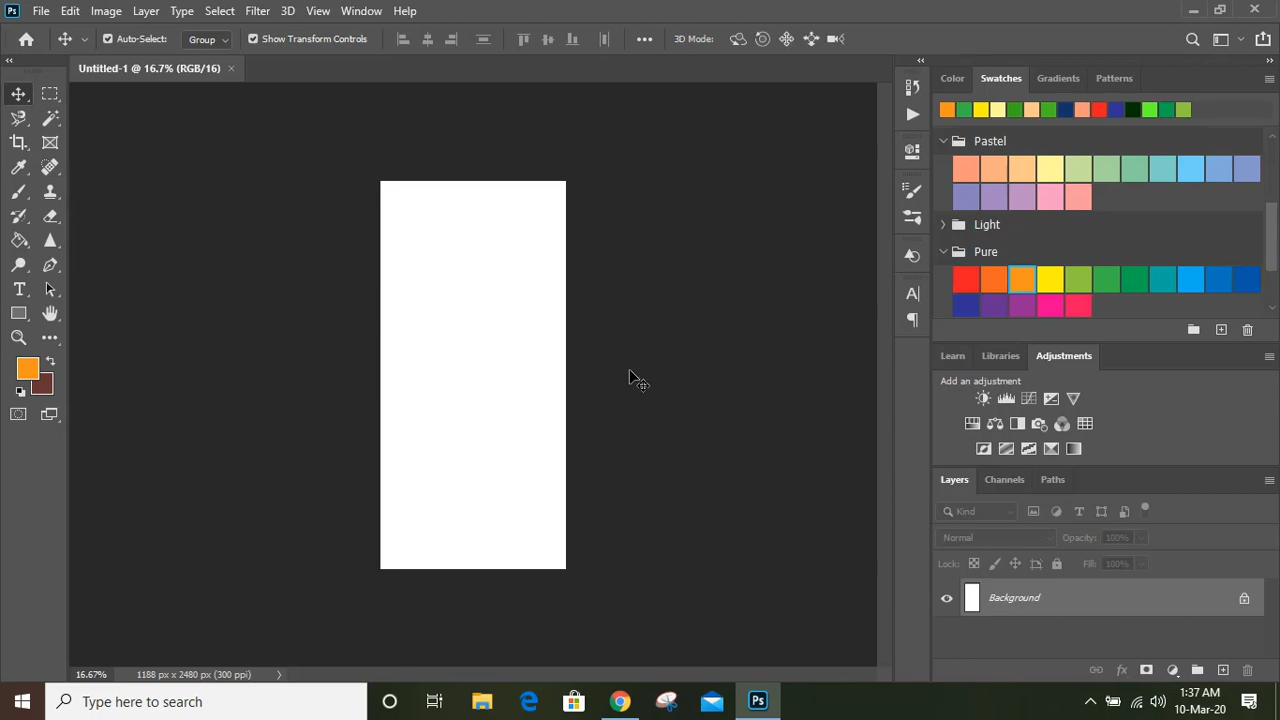 Ps File Edit Image Layer Type Select Filter 3D View Window Help
Auto-Select: Group Show Transform Controls 3D Mode:
Untitled-1 @ 16.7% (RGB/16)
Color Swatches Gradients Patterns
Pastel
Light
Pure
Learn Libraries Adjustments
Add an adjustment
Layers Channels Paths
Kind
Normal Opacity: 100%
Lock: Fill: 100%
Background
16.67% 1188 px x 2480 px (300 ppi)
Type here to search
Ps
1:37 AM
10-Mar-20